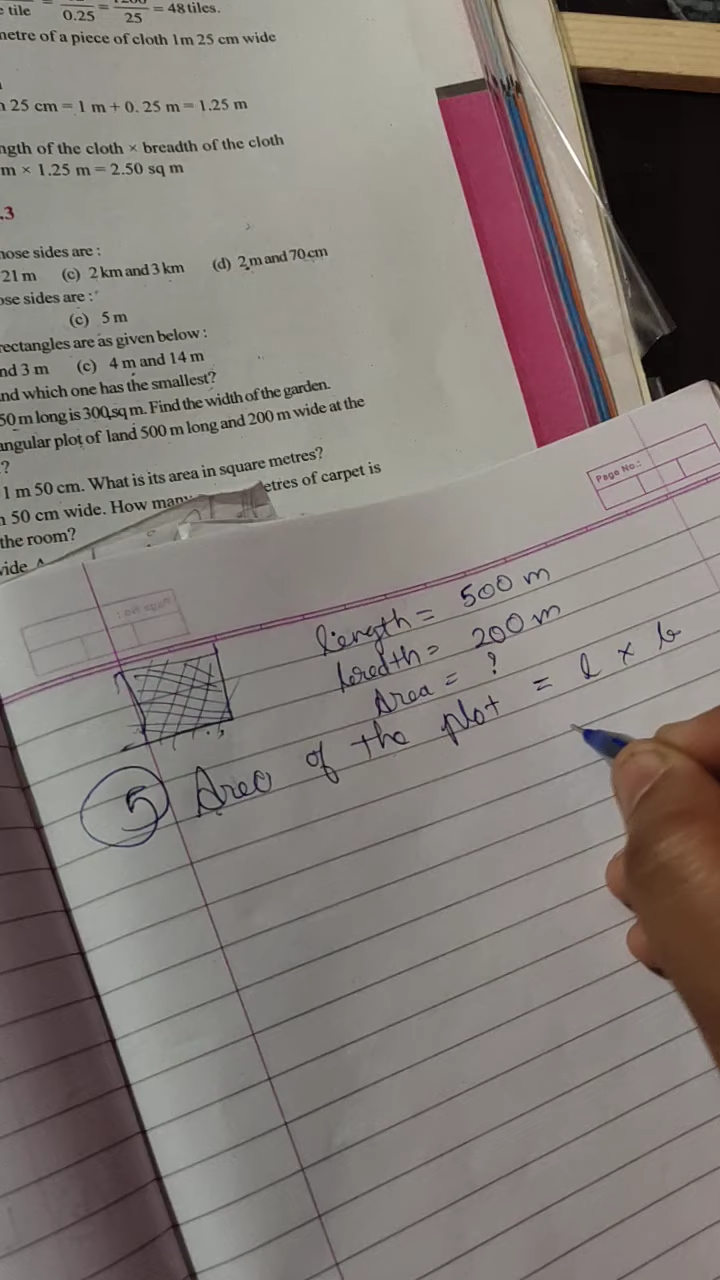 tile = /0.25 = 1200/25 = 48 tiles.
metre of a piece of cloth 1m 25 cm wide
25 cm = 1 m + 0. 25 m = 1.25 m
ngth of the cloth × breadth of the cloth
m × 1.25 m = 2.50 sq m
.3
hose sides are :
21 m (c) 2 km and 3 km (d) 2 m and 70 cm
ose sides are :
(c) 5 m
rectangles are as given below :
nd 3 m (c) 4 m and 14 m
nd which one has the smallest?
50 m long is 300 sq m. Find the width of the garden.
angular plot of land 500 m long and 200 m wide at the
?
1 m 50 cm. What is its area in square metres?
50 cm wide. How many etres of carpet is
the room?
vide
Page No.:
length = 500 m
bredth = 200 m
Area = ?
5 Area of the plot = l × b